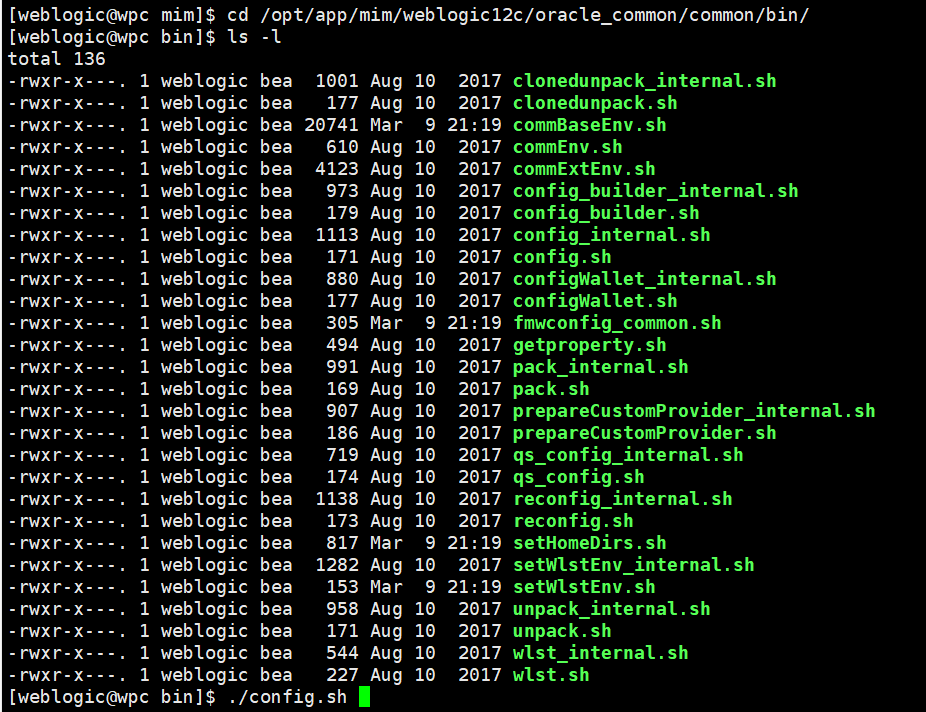 [weblogic@wpc mim]$ cd /opt/app/mim/weblogic12c/oracle_common/common/bin/
[weblogic@wpc bin]$ ls -l
total 136
-rwxr-x---. 1 weblogic bea  1001 Aug 10  2017 clonedunpack_internal.sh
-rwxr-x---. 1 weblogic bea   177 Aug 10  2017 clonedunpack.sh
-rwxr-x---. 1 weblogic bea 20741 Mar  9 21:19 commBaseEnv.sh
-rwxr-x---. 1 weblogic bea   610 Aug 10  2017 commEnv.sh
-rwxr-x---. 1 weblogic bea  4123 Aug 10  2017 commExtEnv.sh
-rwxr-x---. 1 weblogic bea   973 Aug 10  2017 config_builder_internal.sh
-rwxr-x---. 1 weblogic bea   179 Aug 10  2017 config_builder.sh
-rwxr-x---. 1 weblogic bea  1113 Aug 10  2017 config_internal.sh
-rwxr-x---. 1 weblogic bea   171 Aug 10  2017 config.sh
-rwxr-x---. 1 weblogic bea   880 Aug 10  2017 configWallet_internal.sh
-rwxr-x---. 1 weblogic bea   177 Aug 10  2017 configWallet.sh
-rwxr-x---. 1 weblogic bea   305 Mar  9 21:19 fmwconfig_common.sh
-rwxr-x---. 1 weblogic bea   494 Aug 10  2017 getproperty.sh
-rwxr-x---. 1 weblogic bea   991 Aug 10  2017 pack_internal.sh
-rwxr-x---. 1 weblogic bea   169 Aug 10  2017 pack.sh
-rwxr-x---. 1 weblogic bea   907 Aug 10  2017 prepareCustomProvider_internal.sh
-rwxr-x---. 1 weblogic bea   186 Aug 10  2017 prepareCustomProvider.sh
-rwxr-x---. 1 weblogic bea   719 Aug 10  2017 qs_config_internal.sh
-rwxr-x---. 1 weblogic bea   174 Aug 10  2017 qs_config.sh
-rwxr-x---. 1 weblogic bea  1138 Aug 10  2017 reconfig_internal.sh
-rwxr-x---. 1 weblogic bea   173 Aug 10  2017 reconfig.sh
-rwxr-x---. 1 weblogic bea   817 Mar  9 21:19 setHomeDirs.sh
-rwxr-x---. 1 weblogic bea  1282 Aug 10  2017 setWlstEnv_internal.sh
-rwxr-x---. 1 weblogic bea   153 Mar  9 21:19 setWlstEnv.sh
-rwxr-x---. 1 weblogic bea   958 Aug 10  2017 unpack_internal.sh
-rwxr-x---. 1 weblogic bea   171 Aug 10  2017 unpack.sh
-rwxr-x---. 1 weblogic bea   544 Aug 10  2017 wlst_internal.sh
-rwxr-x---. 1 weblogic bea   227 Aug 10  2017 wlst.sh
[weblogic@wpc bin]$ ./config.sh